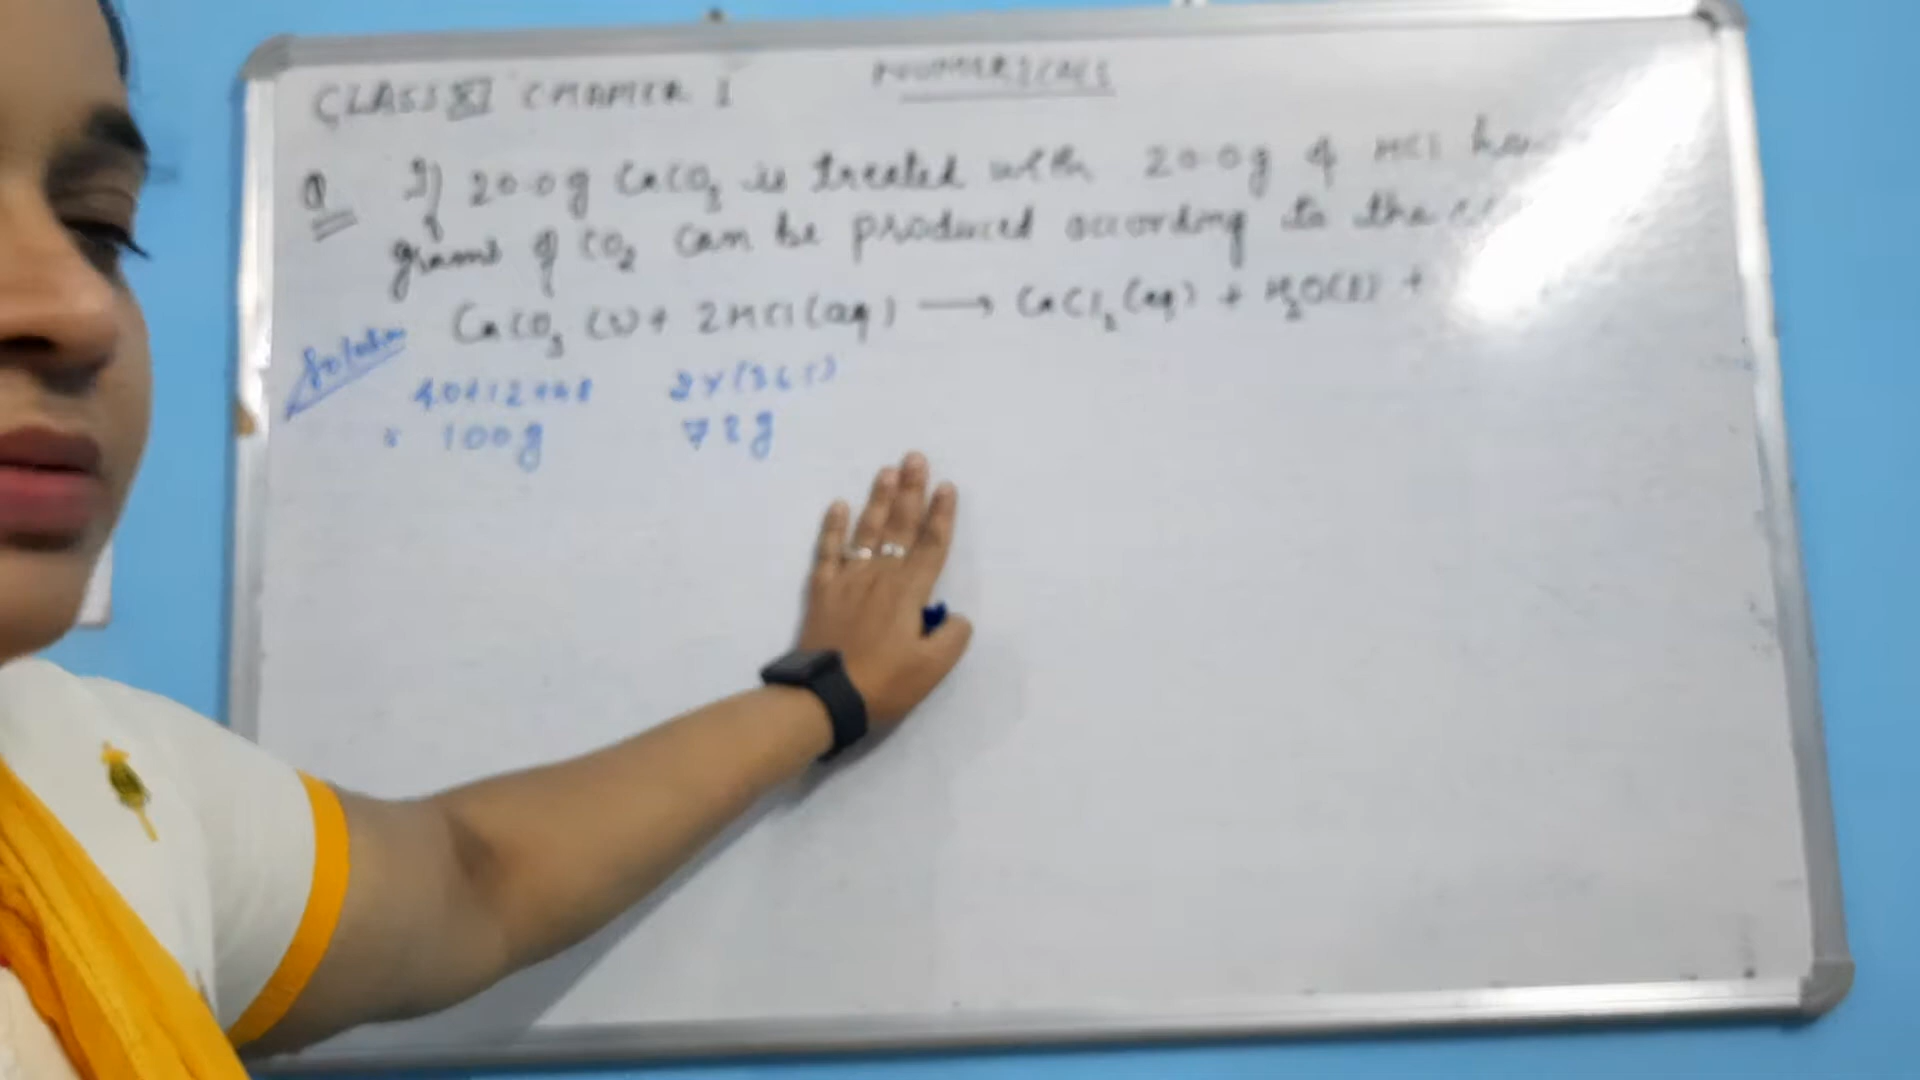 CLASS XI CHAPTER 1
NUMERICALS
Q If 20.0g CaCO3 is treated with 20.0g of HCl how
grams of CO2 can be produced according to the
CaCO3 (s) + 2HCl (aq) ⟶ CaCl2 (aq) + H2O(l) +
Solution
40+12+48 2×(36.5)
= 100g 73g